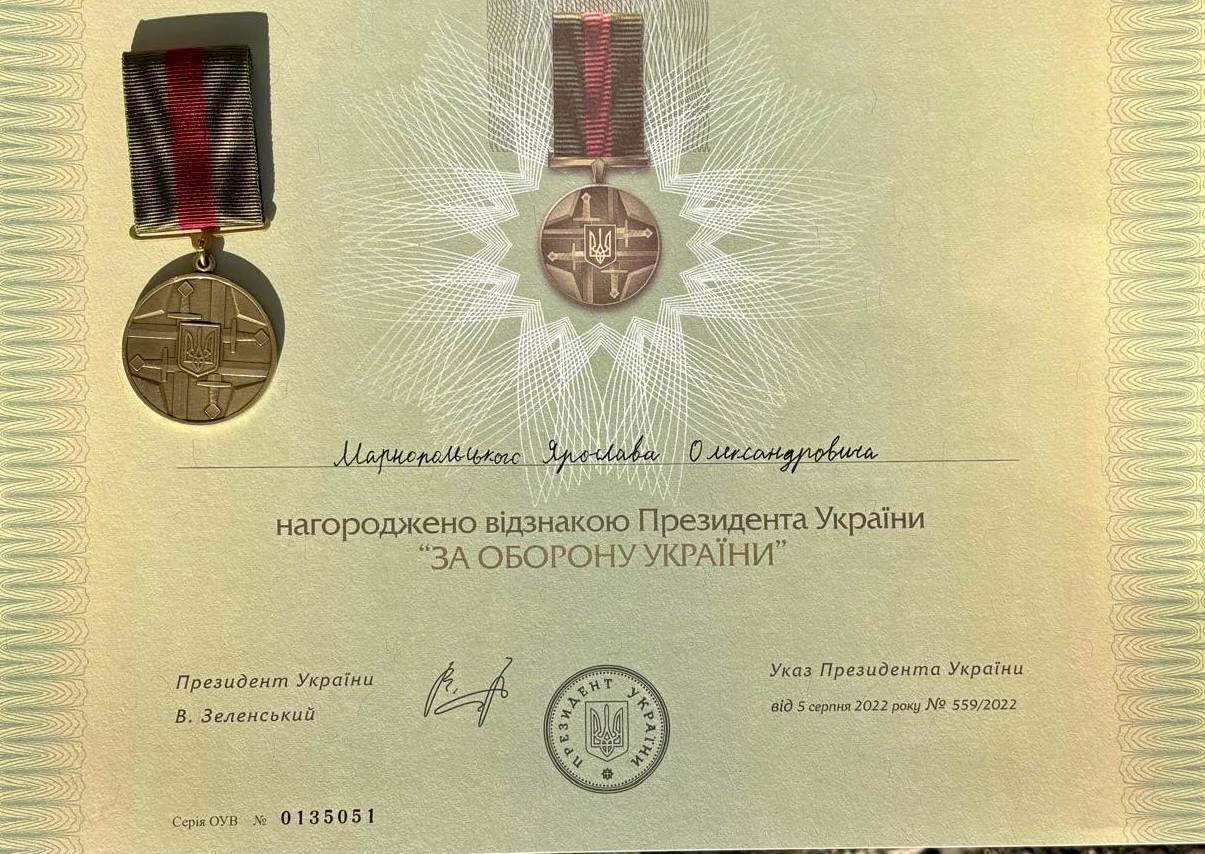 Марнопольського Ярослава Олександровича
нагороджено відзнакою Президента України
“ЗА ОБОРОНУ УКРАЇНИ”
Президент України
В. Зеленський
ПРЕЗИДЕНТ УКРАЇНИ
Указ Президента України
від 5 серпня 2022 року № 559/2022
Серія ОУВ № 0135051